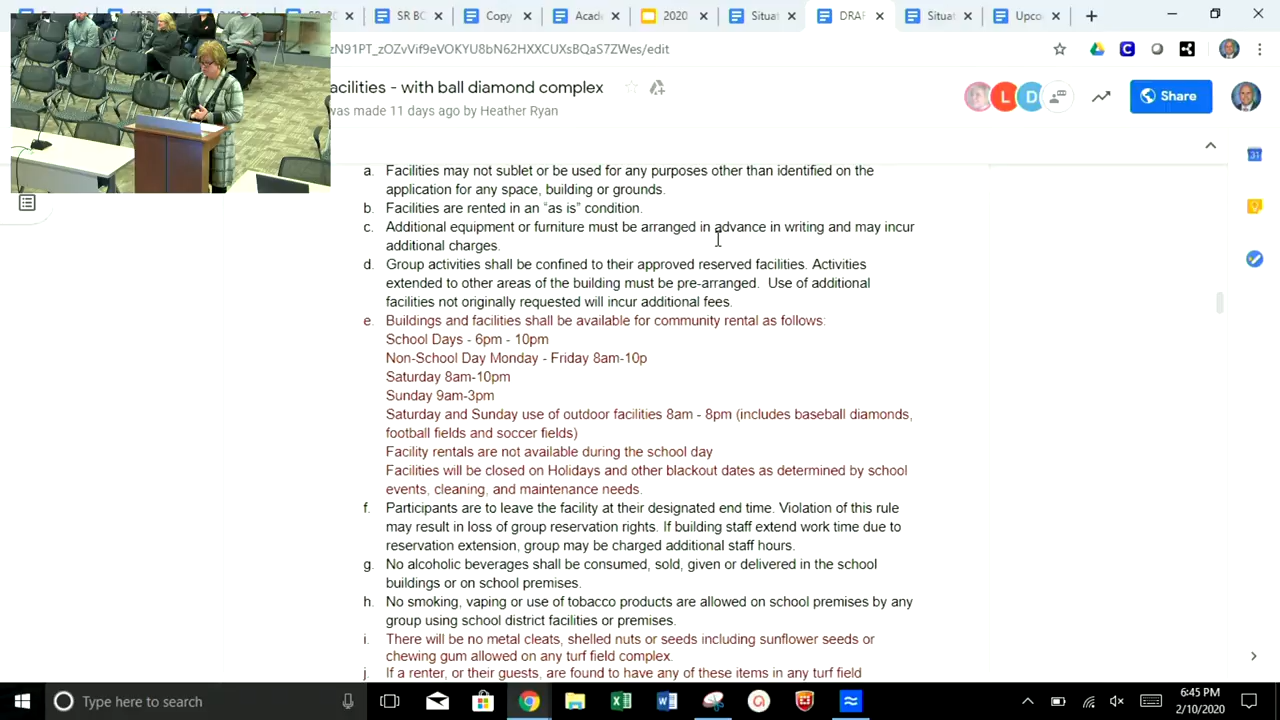 SR BC
Copy
Acade
2020
Situat
DRAF
Situat
Upco
zN91PT_zOZvVif9eVOKYU8bN62HXXCUXsBQaS7ZWes/edit
acilities - with ball diamond complex
was made 11 days ago by Heather Ryan
L
D
Share
31
a. Facilities may not sublet or be used for any purposes other than identified on the
application for any space, building or grounds.
b. Facilities are rented in an “as is” condition.
c. Additional equipment or furniture must be arranged in advance in writing and may incur
additional charges.
d. Group activities shall be confined to their approved reserved facilities. Activities
extended to other areas of the building must be pre-arranged. Use of additional
facilities not originally requested will incur additional fees.
e. Buildings and facilities shall be available for community rental as follows:
School Days - 6pm - 10pm
Non-School Day Monday - Friday 8am-10p
Saturday 8am-10pm
Sunday 9am-3pm
Saturday and Sunday use of outdoor facilities 8am - 8pm (includes baseball diamonds,
football fields and soccer fields)
Facility rentals are not available during the school day
Facilities will be closed on Holidays and other blackout dates as determined by school
events, cleaning, and maintenance needs.
f. Participants are to leave the facility at their designated end time. Violation of this rule
may result in loss of group reservation rights. If building staff extend work time due to
reservation extension, group may be charged additional staff hours.
g. No alcoholic beverages shall be consumed, sold, given or delivered in the school
buildings or on school premises.
h. No smoking, vaping or use of tobacco products are allowed on school premises by any
group using school district facilities or premises.
i. There will be no metal cleats, shelled nuts or seeds including sunflower seeds or
chewing gum allowed on any turf field complex.
j. If a renter, or their guests, are found to have any of these items in any turf field
Type here to search
6:45 PM
2/10/2020